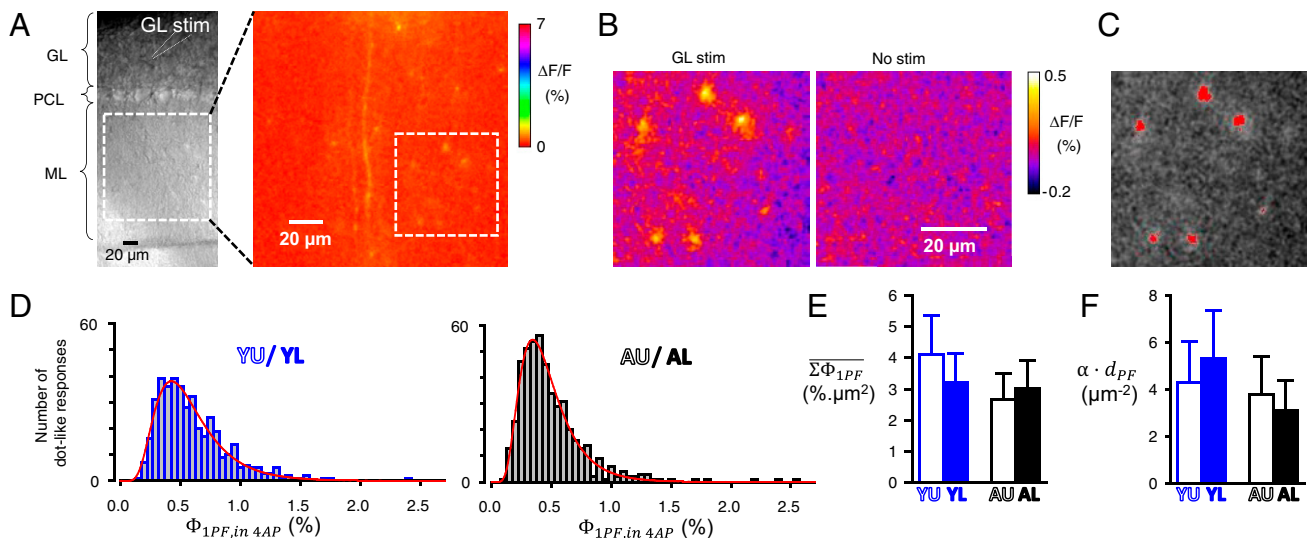 A
GL stim
GL
PCL
ML
20 µm
20 µm
7
ΔF/F
(%)
0
B
GL stim
No stim
20 µm
0.5
ΔF/F
(%)
-0.2
C
D
Number of
dot-like responses
60
0
YU/ YL
0.0 0.5 1.0 1.5 2.0 2.5
Φ1PF,in 4AP (%)
60
0
AU/ AL
0.0 0.5 1.0 1.5 2.0 2.5
Φ1PF.in 4AP (%)
E
ΣΦ1PF
(%.µm²)
6
5
4
3
2
1
0
YU YL AU AL
F
α · dPF
(µm-2)
8
6
4
2
0
YU YL AU AL